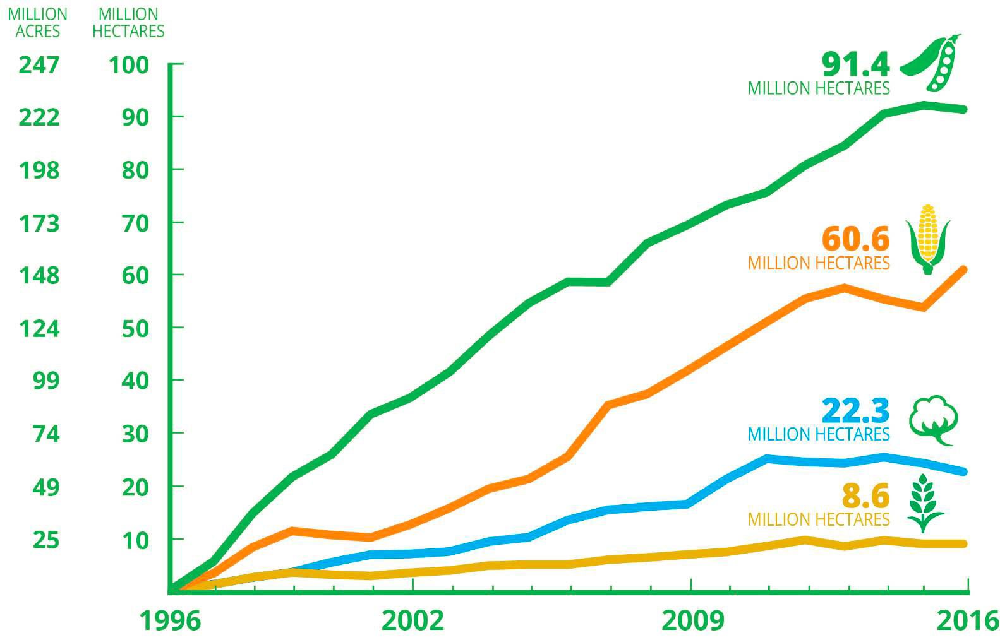 MILLION ACRES
MILLION HECTARES
247 100
222 90
198 80
173 70
148 60
124 50
99 40
74 30
49 20
25 10
91.4
MILLION HECTARES
60.6
MILLION HECTARES
22.3
MILLION HECTARES
8.6
MILLION HECTARES
1996 2002 2009 2016